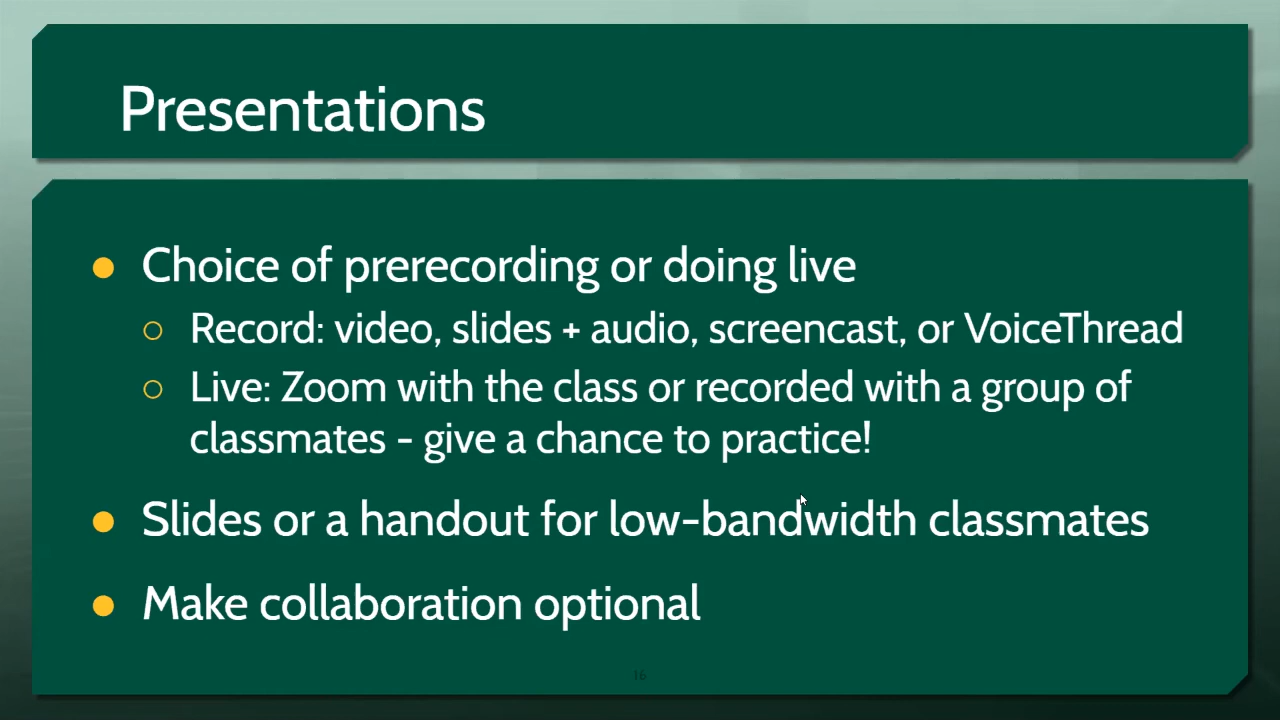 Presentations
● Choice of prerecording or doing live
○ Record: video, slides + audio, screencast, or VoiceThread
○ Live: Zoom with the class or recorded with a group of
classmates - give a chance to practice!
● Slides or a handout for low-bandwidth classmates
● Make collaboration optional
16